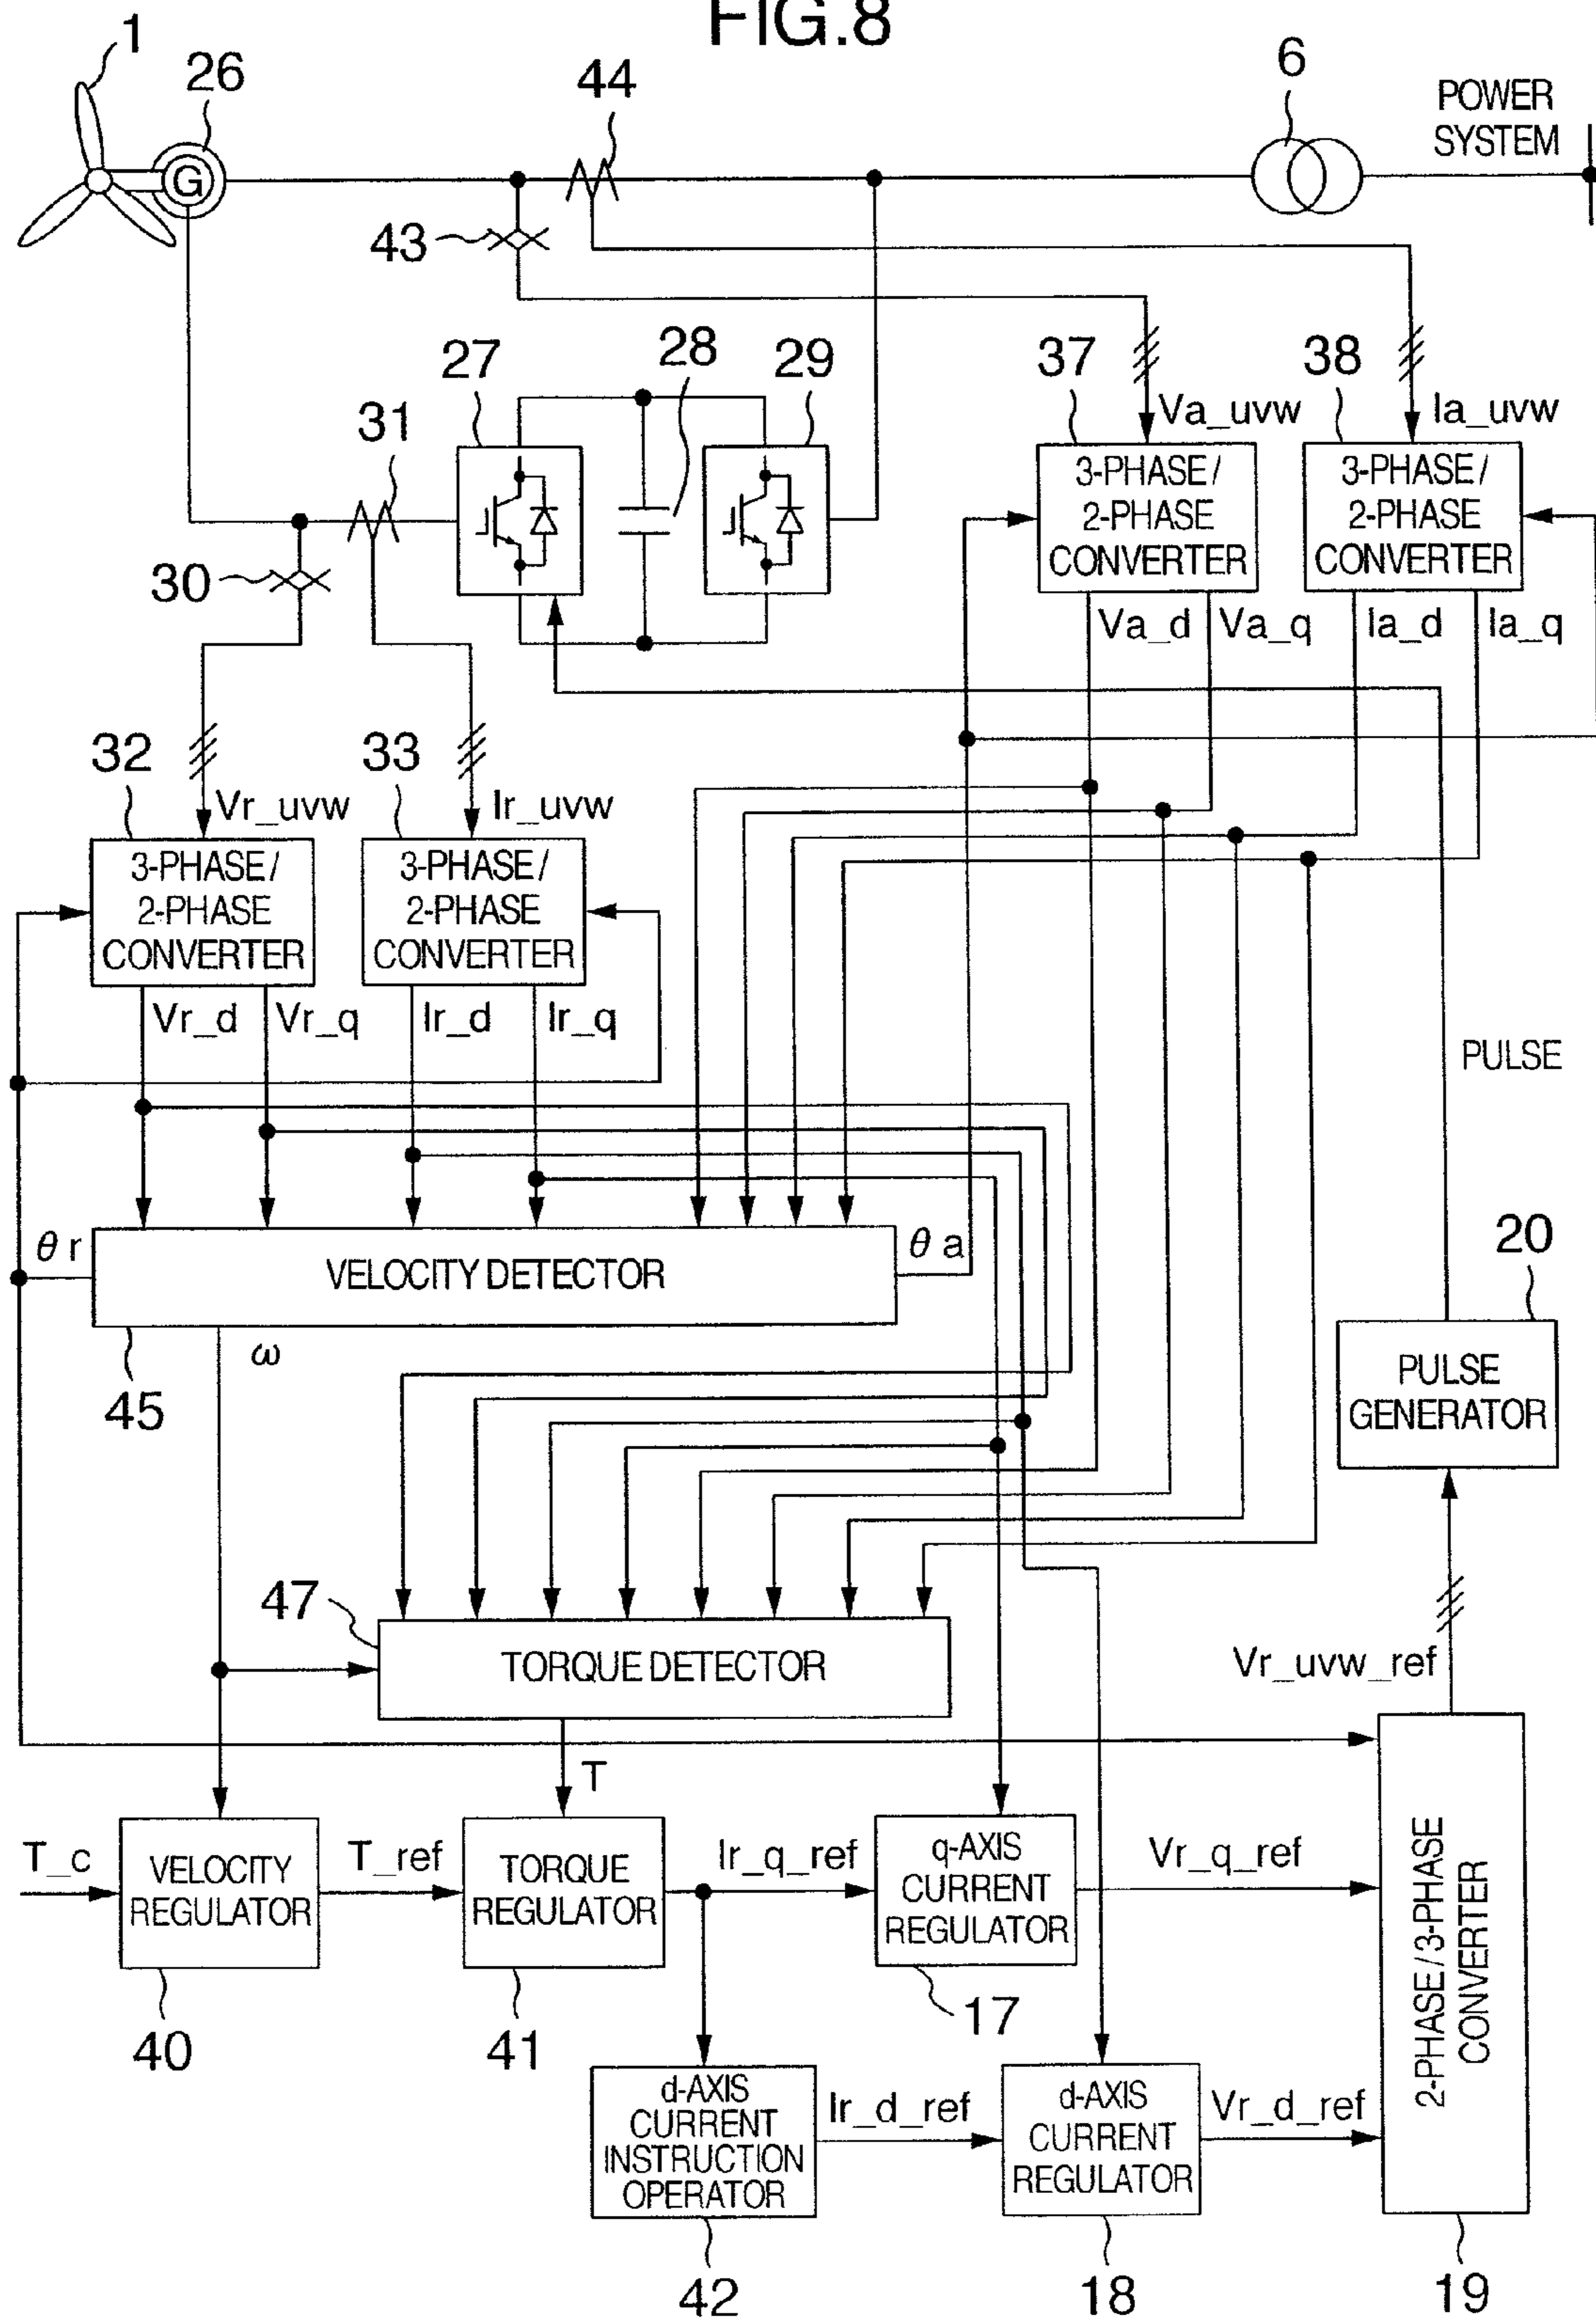 FIG.8
1
26
44
6
POWER
SYSTEM
G
43
27
28
29
37
38
31
Va_uvw
Ia_uvw
3-PHASE/
2-PHASE
CONVERTER
3-PHASE/
2-PHASE
CONVERTER
30
Va_d
Va_q
Ia_d
Ia_q
32
33
Vr_uvw
Ir_uvw
3-PHASE/
2-PHASE
CONVERTER
3-PHASE/
2-PHASE
CONVERTER
Vr_d
Vr_q
Ir_d
Ir_q
PULSE
θ r
VELOCITY DETECTOR
θ a
20
ω
45
PULSE
GENERATOR
47
TORQUE DETECTOR
Vr_uvw_ref
T
T_c
VELOCITY
REGULATOR
T_ref
TORQUE
REGULATOR
Ir_q_ref
q-AXIS
CURRENT
REGULATOR
Vr_q_ref
2-PHASE/3-PHASE
CONVERTER
40
41
17
d-AXIS
CURRENT
INSTRUCTION
OPERATOR
Ir_d_ref
d-AXIS
CURRENT
REGULATOR
Vr_d_ref
42
18
19